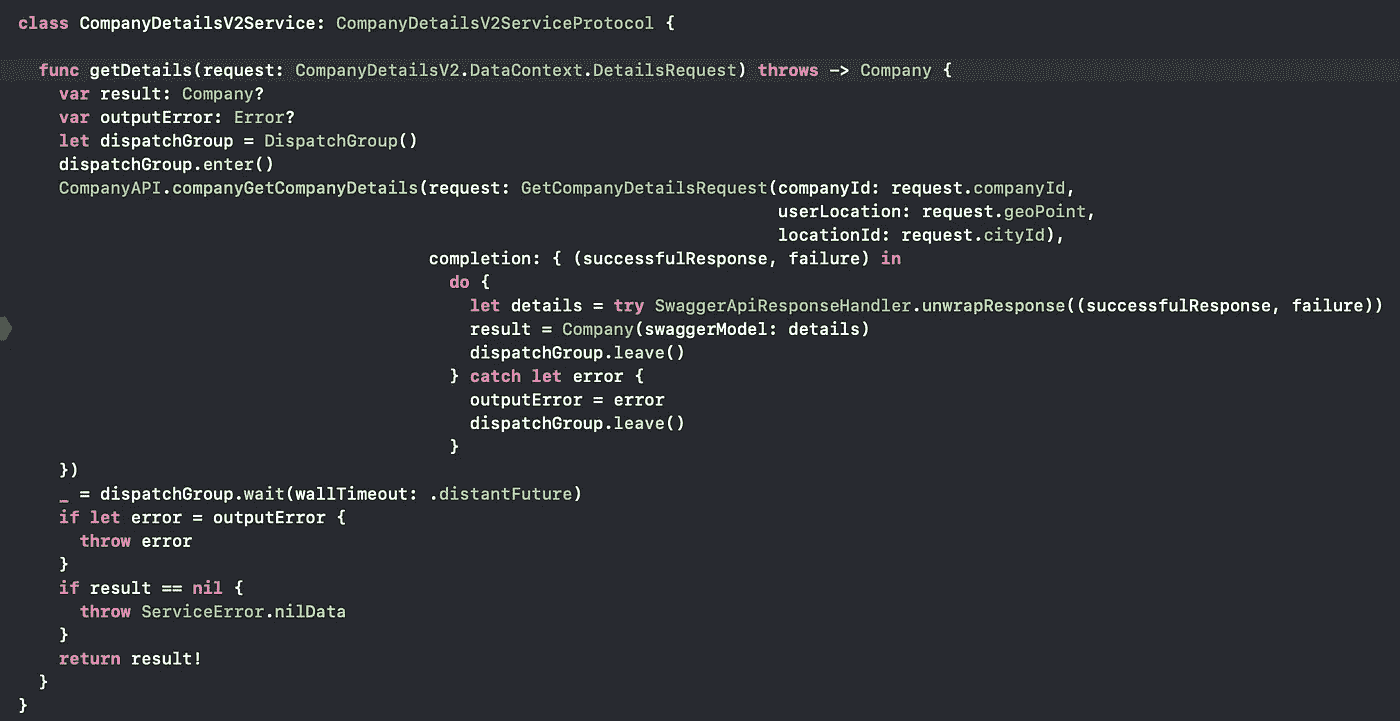 class CompanyDetailsV2Service: CompanyDetailsV2ServiceProtocol {
func getDetails(request: CompanyDetailsV2.DataContext.DetailsRequest) throws -> Company {
var result: Company?
var outputError: Error?
let dispatchGroup = DispatchGroup()
dispatchGroup.enter()
CompanyAPI.companyGetCompanyDetails(request: GetCompanyDetailsRequest(companyId: request.companyId,
userLocation: request.geoPoint,
locationId: request.cityId),
completion: { (successfulResponse, failure) in
do {
let details = try SwaggerApiResponseHandler.unwrapResponse((successfulResponse, failure))
result = Company(swaggerModel: details)
dispatchGroup.leave()
} catch let error {
outputError = error
dispatchGroup.leave()
}
})
_ = dispatchGroup.wait(wallTimeout: .distantFuture)
if let error = outputError {
throw error
}
if result == nil {
throw ServiceError.nilData
}
return result!
}
}